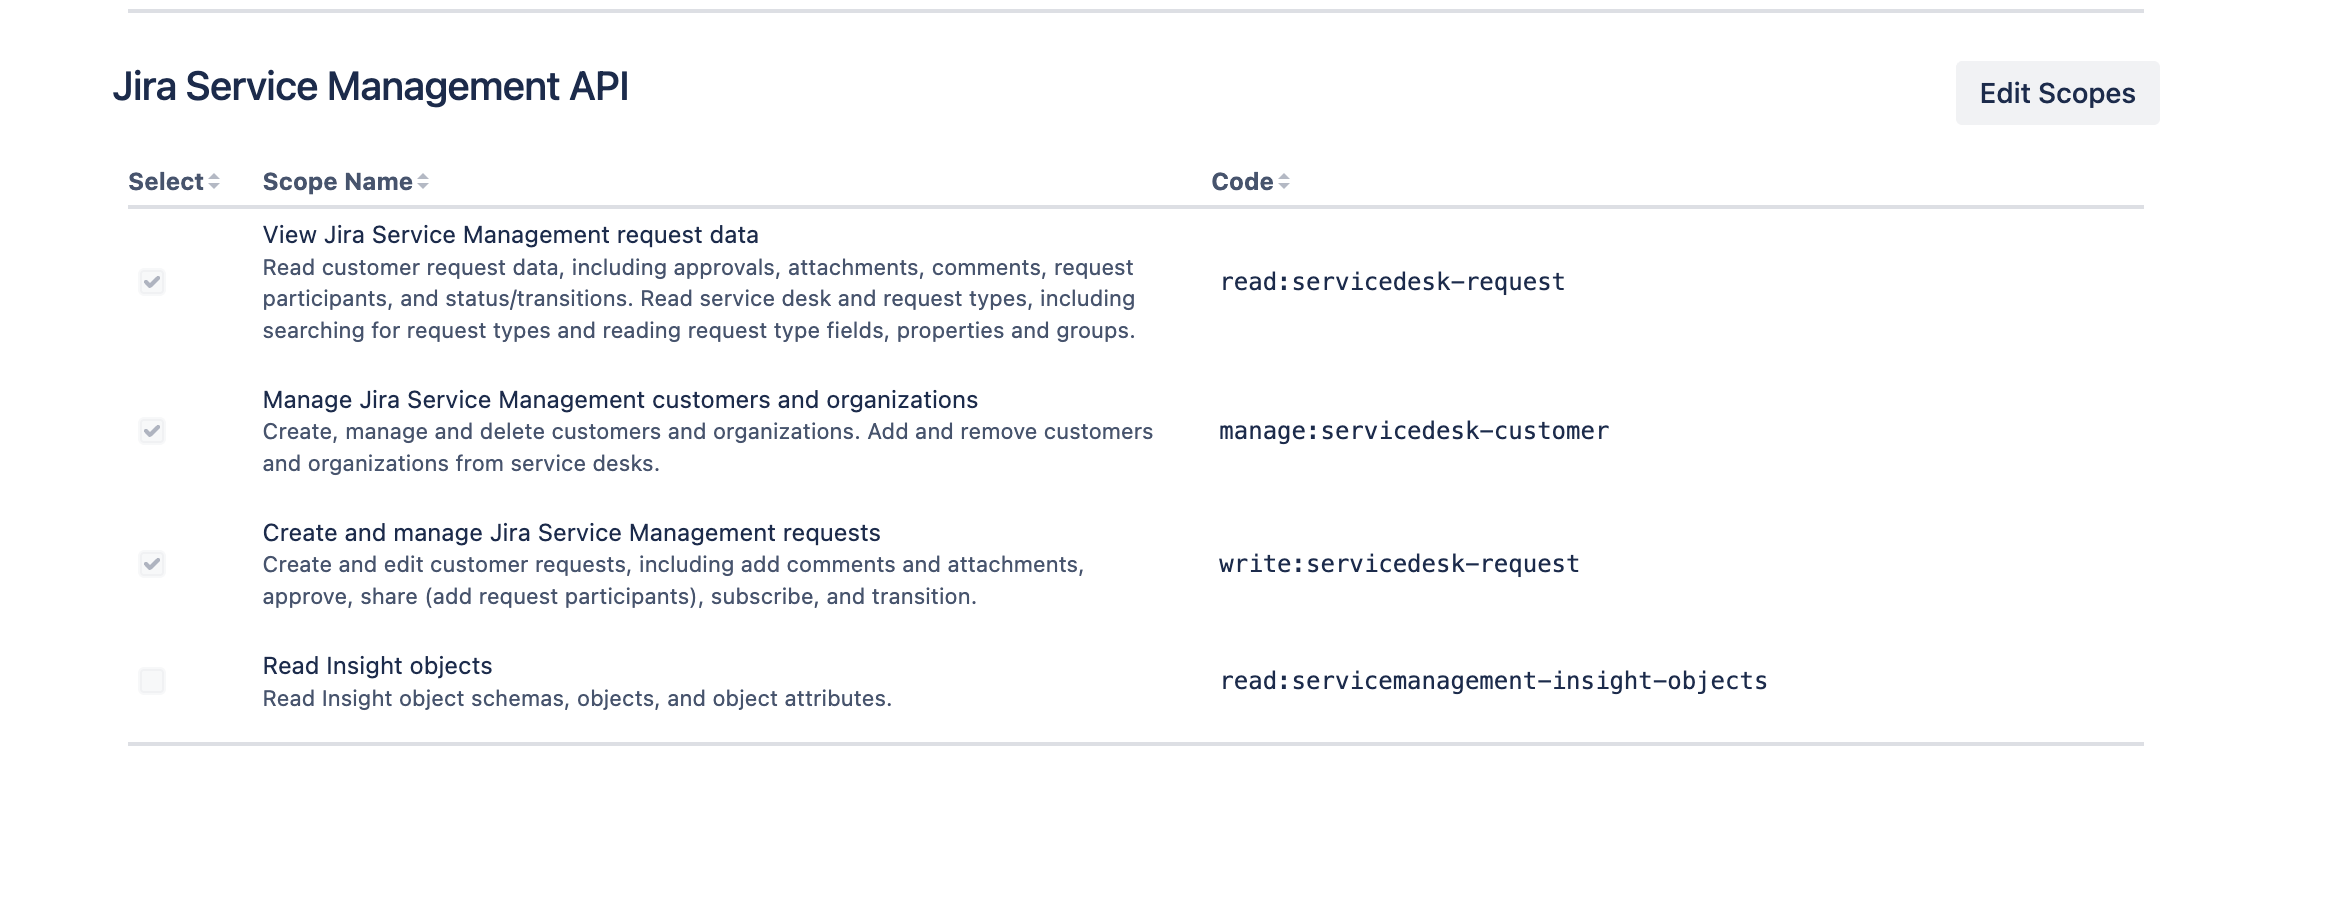 Jira Service Management API
Edit Scopes
Select Scope Name Code
View Jira Service Management request data
Read customer request data, including approvals, attachments, comments, request
participants, and status/transitions. Read service desk and request types, including
searching for request types and reading request type fields, properties and groups.
read:servicedesk-request
Manage Jira Service Management customers and organizations
Create, manage and delete customers and organizations. Add and remove customers
and organizations from service desks.
manage:servicedesk-customer
Create and manage Jira Service Management requests
Create and edit customer requests, including add comments and attachments,
approve, share (add request participants), subscribe, and transition.
write:servicedesk-request
Read Insight objects
Read Insight object schemas, objects, and object attributes.
read:servicemanagement-insight-objects